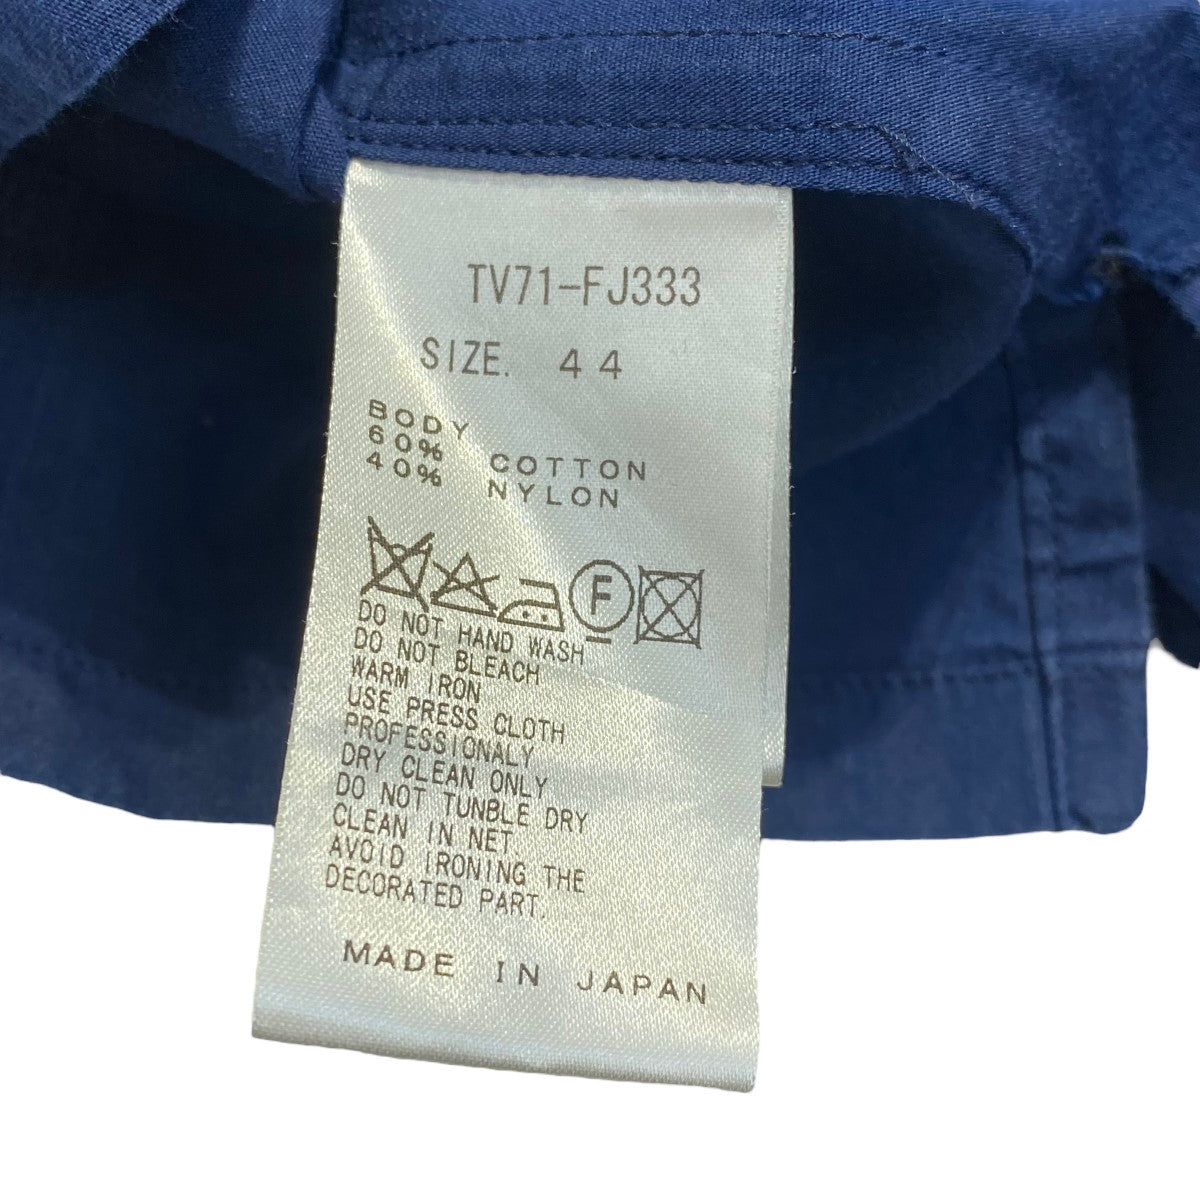 TV71-FJ333
SIZE. 44
BODY
60% COTTON
40% NYLON
F
DO NOT HAND WASH
DO NOT BLEACH
WARM IRON
USE PRESS CLOTH
PROFESSIONALY
DRY CLEAN ONLY
DO NOT TUNBLE DRY
CLEAN IN NET
AVOID IRONING THE
DECORATED PART.
MADE IN JAPAN